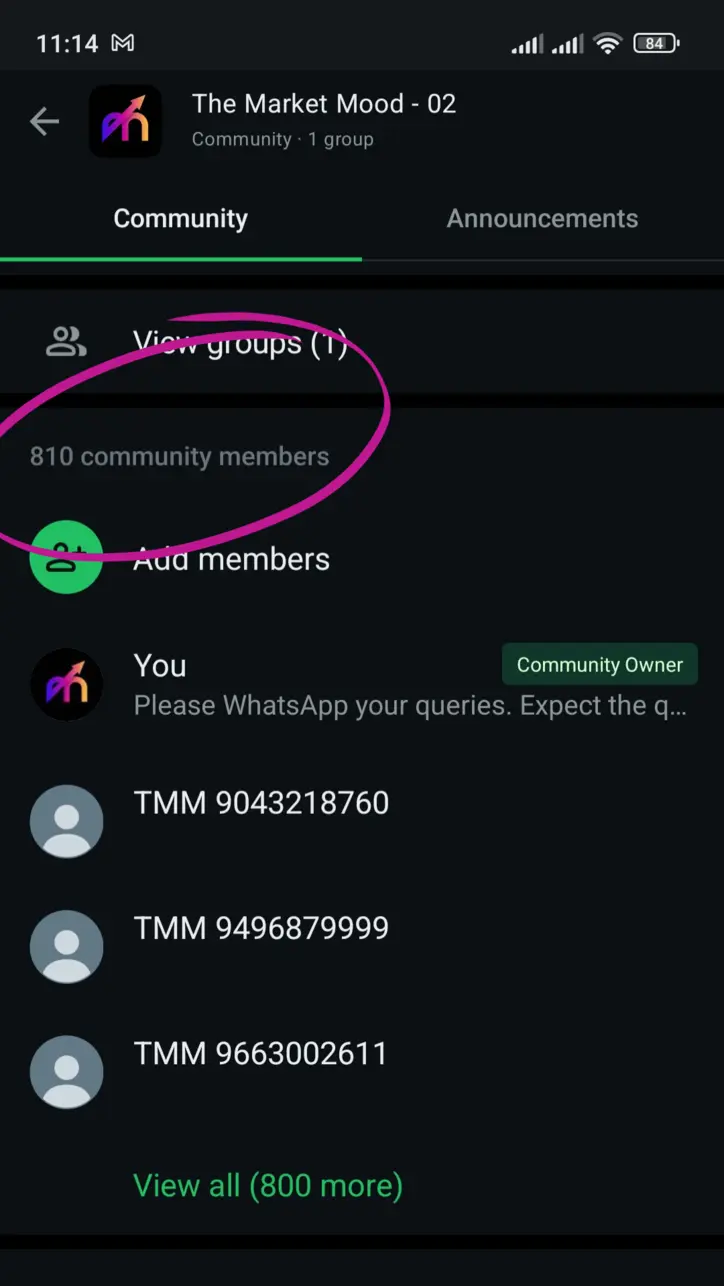 11:14
84
The Market Mood - 02
Community · 1 group
Community
Announcements
View groups (1)
810 community members
Add members
You
Community Owner
Please WhatsApp your queries. Expect the q...
TMM 9043218760
TMM 9496879999
TMM 9663002611
View all (800 more)